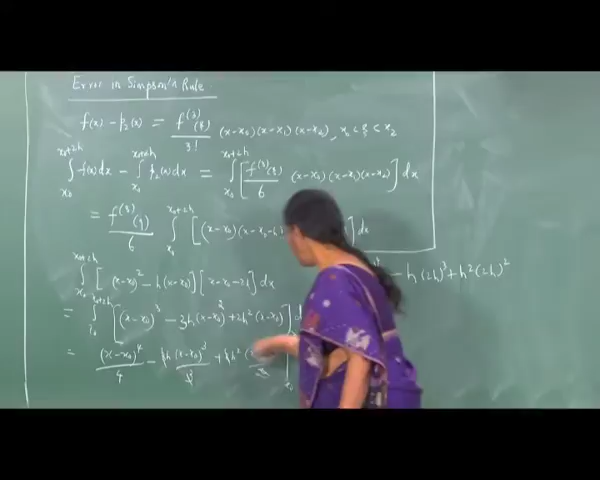 Error in Simpson's Rule
f(x) - p₂(x) = f⁽³⁾(ξ) / 3! (x-x₀)(x-x₁)(x-x₂), x₀ < ξ < x₂
∫_{x₀}^{x₀+2h} f(x)dx - ∫_{x₀}^{x₀+2h} p₂(x)dx = ∫_{x₀}^{x₀+2h} [ f⁽³⁾(ξ) / 6 (x-x₀)(x-x₁)(x-x₂) ] dx
= f⁽³⁾(ξ) / 6 ∫_{x₀}^{x₀+2h} [ (x-x₀)(x-x₀-h) ] dx
∫_{x₀}^{x₀+2h} [ (x-x₀)² - h(x-x₀) ] [ x-x₀-2h ] dx
- h(2h)³ + h²(2h)²
= ∫_{x₀}^{x₀+2h} [ (x-x₀)³ - 3h(x-x₀)² + 2h²(x-x₀) ] d
= (x-x₀)⁴ / 4 - h(x-x₀)³ + h²